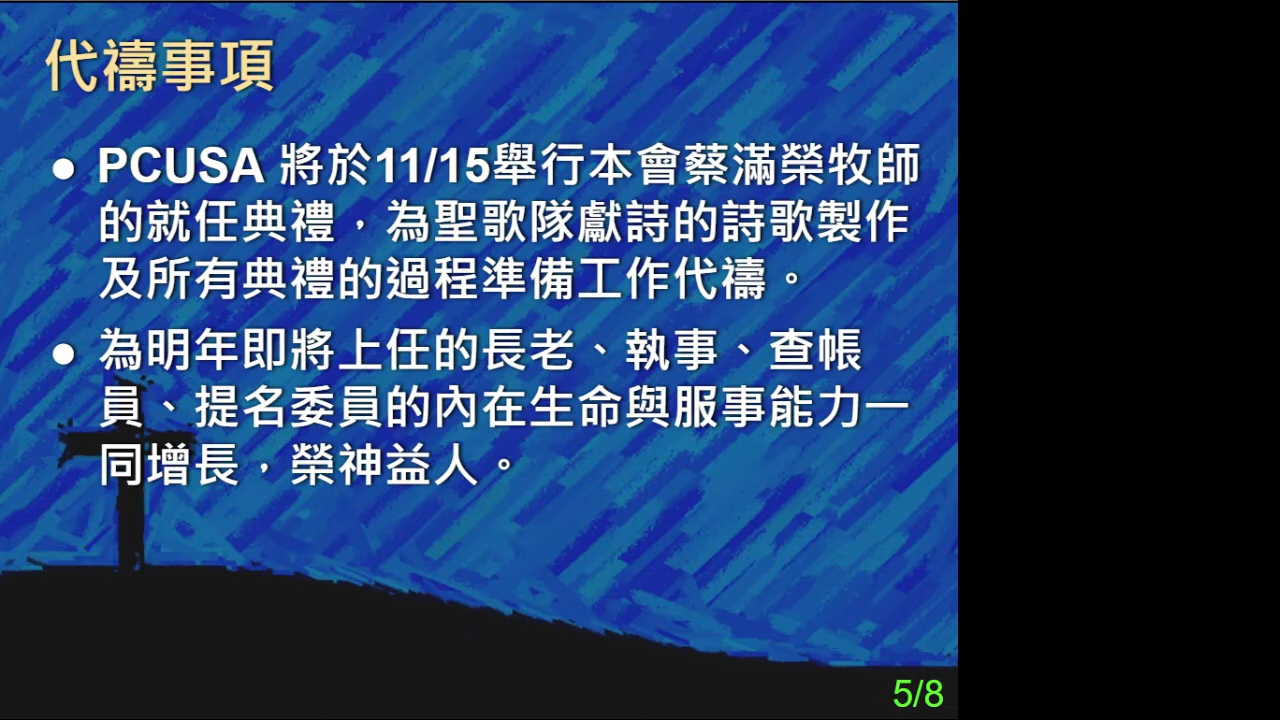 代禱事項
● PCUSA 將於11/15舉行本會蔡滿榮牧師
的就任典禮，為聖歌隊獻詩的詩歌製作
及所有典禮的過程準備工作代禱。
● 為明年即將上任的長老、執事、查帳
員、提名委員的內在生命與服事能力一
同增長，榮神益人。
5/8